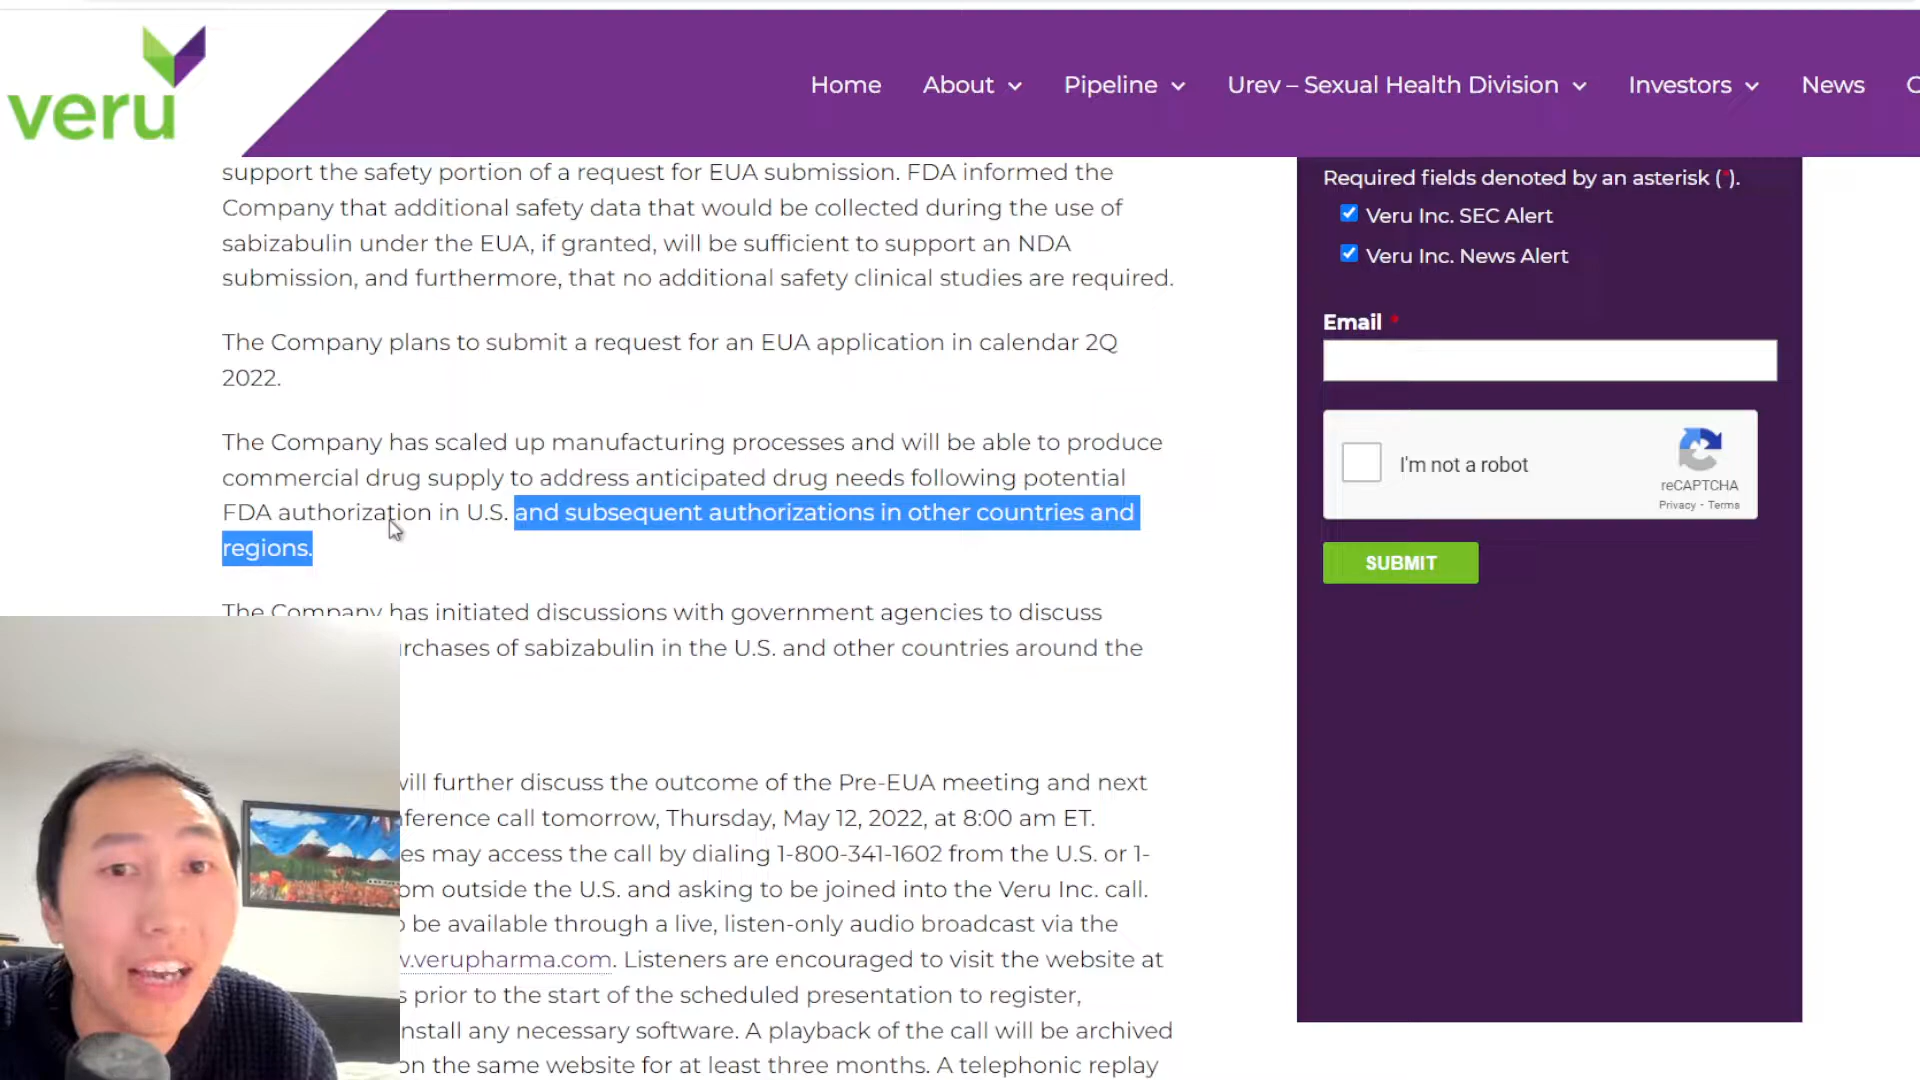 veru
Home About Pipeline Urev – Sexual Health Division Investors News
support the safety portion of a request for EUA submission. FDA informed the
Company that additional safety data that would be collected during the use of
sabizabulin under the EUA, if granted, will be sufficient to support an NDA
submission, and furthermore, that no additional safety clinical studies are required.
The Company plans to submit a request for an EUA application in calendar 2Q
2022.
The Company has scaled up manufacturing processes and will be able to produce
commercial drug supply to address anticipated drug needs following potential
FDA authorization in U.S. and subsequent authorizations in other countries and
regions.
The Company has initiated discussions with government agencies to discuss
rchases of sabizabulin in the U.S. and other countries around the
will further discuss the outcome of the Pre-EUA meeting and next
ference call tomorrow, Thursday, May 12, 2022, at 8:00 am ET.
es may access the call by dialing 1-800-341-1602 from the U.S. or 1-
om outside the U.S. and asking to be joined into the Veru Inc. call.
be available through a live, listen-only audio broadcast via the
w.verupharma.com. Listeners are encouraged to visit the website at
s prior to the start of the scheduled presentation to register,
nstall any necessary software. A playback of the call will be archived
on the same website for at least three months. A telephonic replay
Required fields denoted by an asterisk (*).
Veru Inc. SEC Alert
Veru Inc. News Alert
Email *
I'm not a robot
reCAPTCHA
Privacy - Terms
SUBMIT